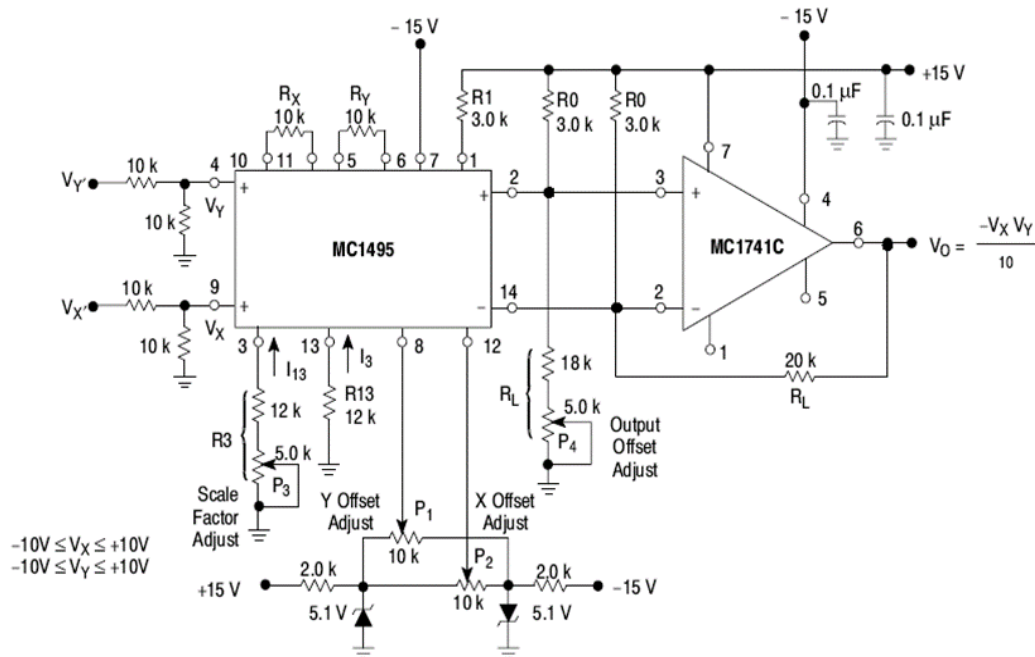 – 15 V
– 15 V
+15 V
0.1 μF
0.1 μF
RX
10 k
RY
10 k
R1
3.0 k
R0
3.0 k
R0
3.0 k
10
11
5
6
7
1
7
4
VY′
10 k
4
+
VY
10 k
VX′
10 k
9
+
VX
10 k
MC1495
+
2
–
14
3
+
2
–
MC1741C
6
5
1
VO = –VX VY
10
3
I13
13
I3
8
12
R3
12 k
5.0 k
P3
R13
12 k
Scale
Factor
Adjust
RL
18 k
5.0 k
P4
Output
Offset
Adjust
20 k
RL
Y Offset
Adjust
P1
10 k
X Offset
Adjust
P2
10 k
–10V ≤ VX ≤ +10V
–10V ≤ VY ≤ +10V
+15 V
2.0 k
2.0 k
–15 V
5.1 V
5.1 V